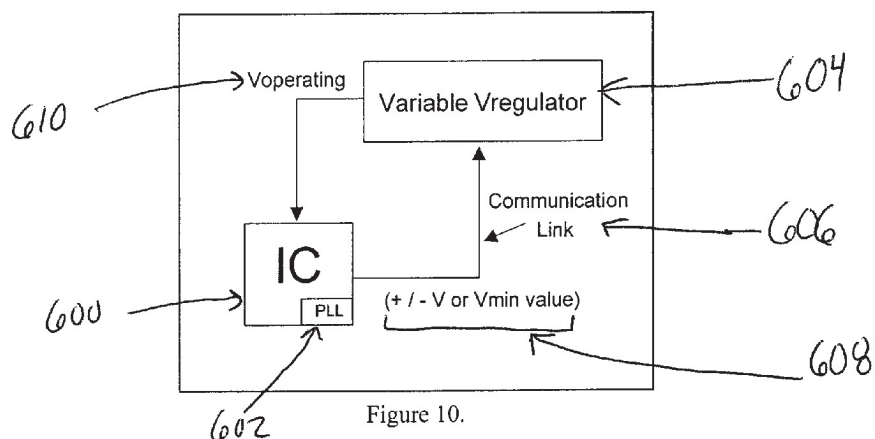 604
Voperating
Variable Vregulator
610
Communication
Link
606
IC
PLL
(+ / - V or Vmin value)
600
608
602
Figure 10.